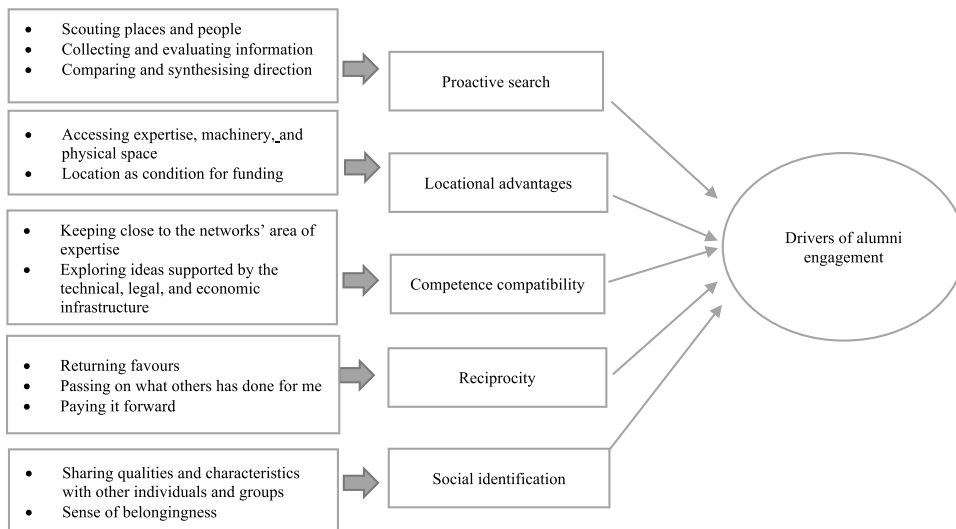 • Scouting places and people
• Collecting and evaluating information
• Comparing and synthesising direction
Proactive search
• Accessing expertise, machinery, and
physical space
• Location as condition for funding
Locational advantages
• Keeping close to the networks’ area of
expertise
• Exploring ideas supported by the
technical, legal, and economic
infrastructure
Competence compatibility
• Returning favours
• Passing on what others has done for me
• Paying it forward
Reciprocity
• Sharing qualities and characteristics
with other individuals and groups
• Sense of belongingness
Social identification
Drivers of alumni
engagement